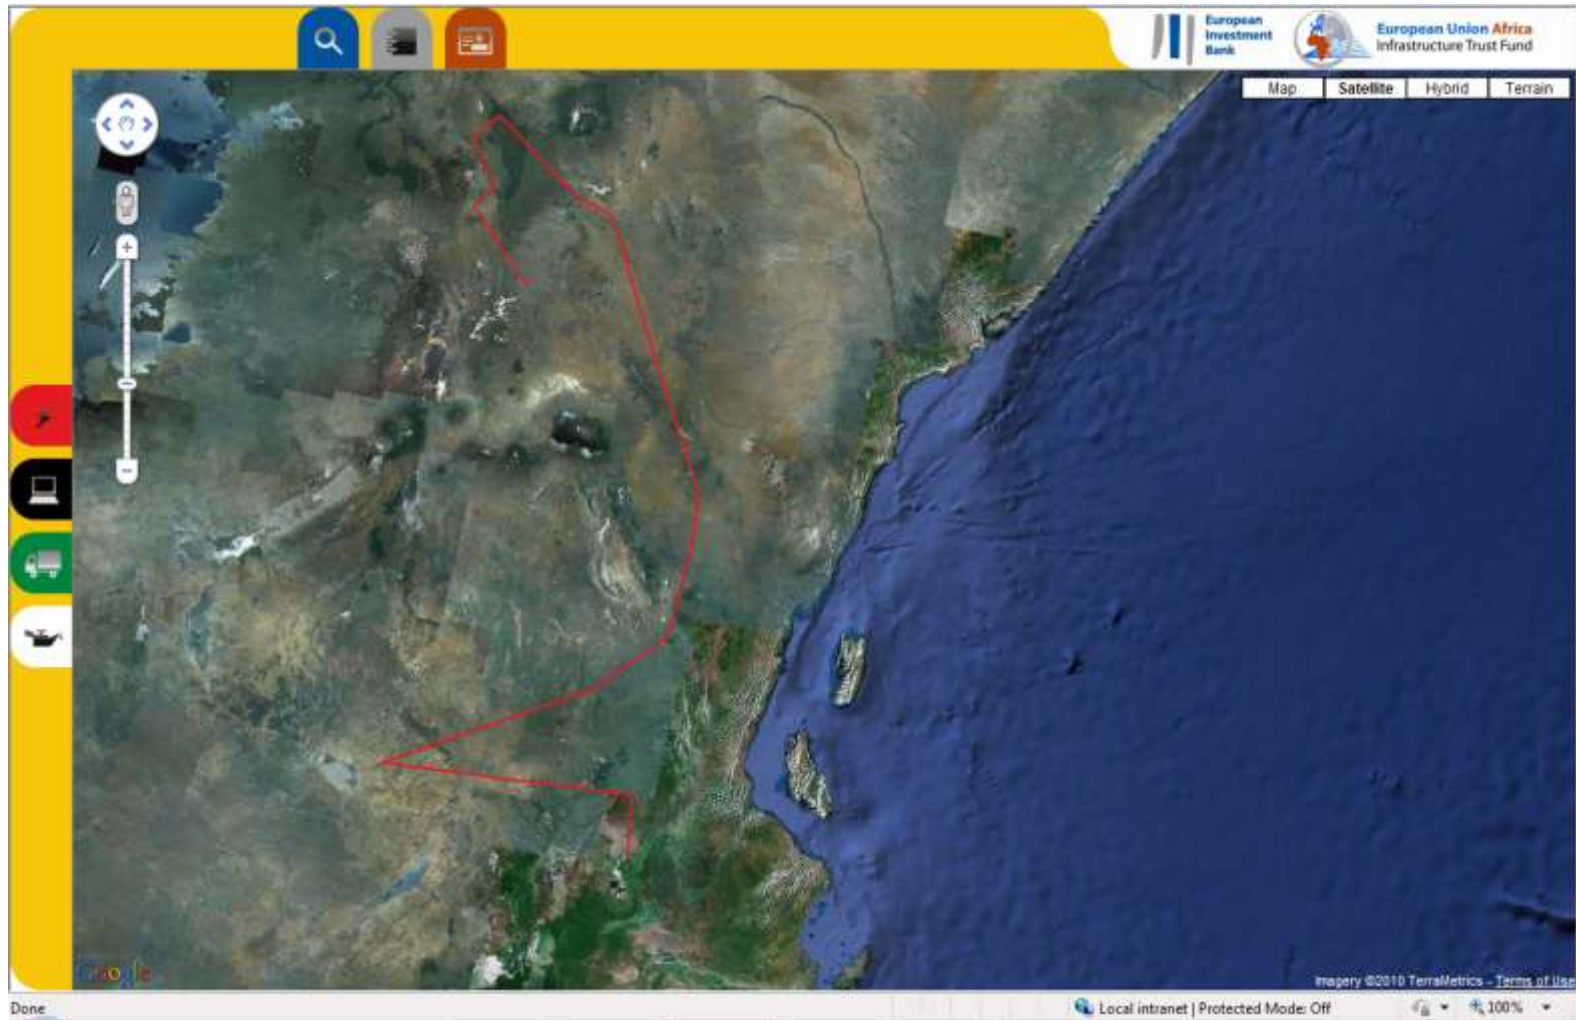 European
Investment
Bank
European Union Africa
Infrastructure Trust Fund
Map
Satellite
Hybrid
Terrain
Google
Imagery ©2010 TerraMetrics - Terms of Use
Done
Local intranet | Protected Mode: Off
100%